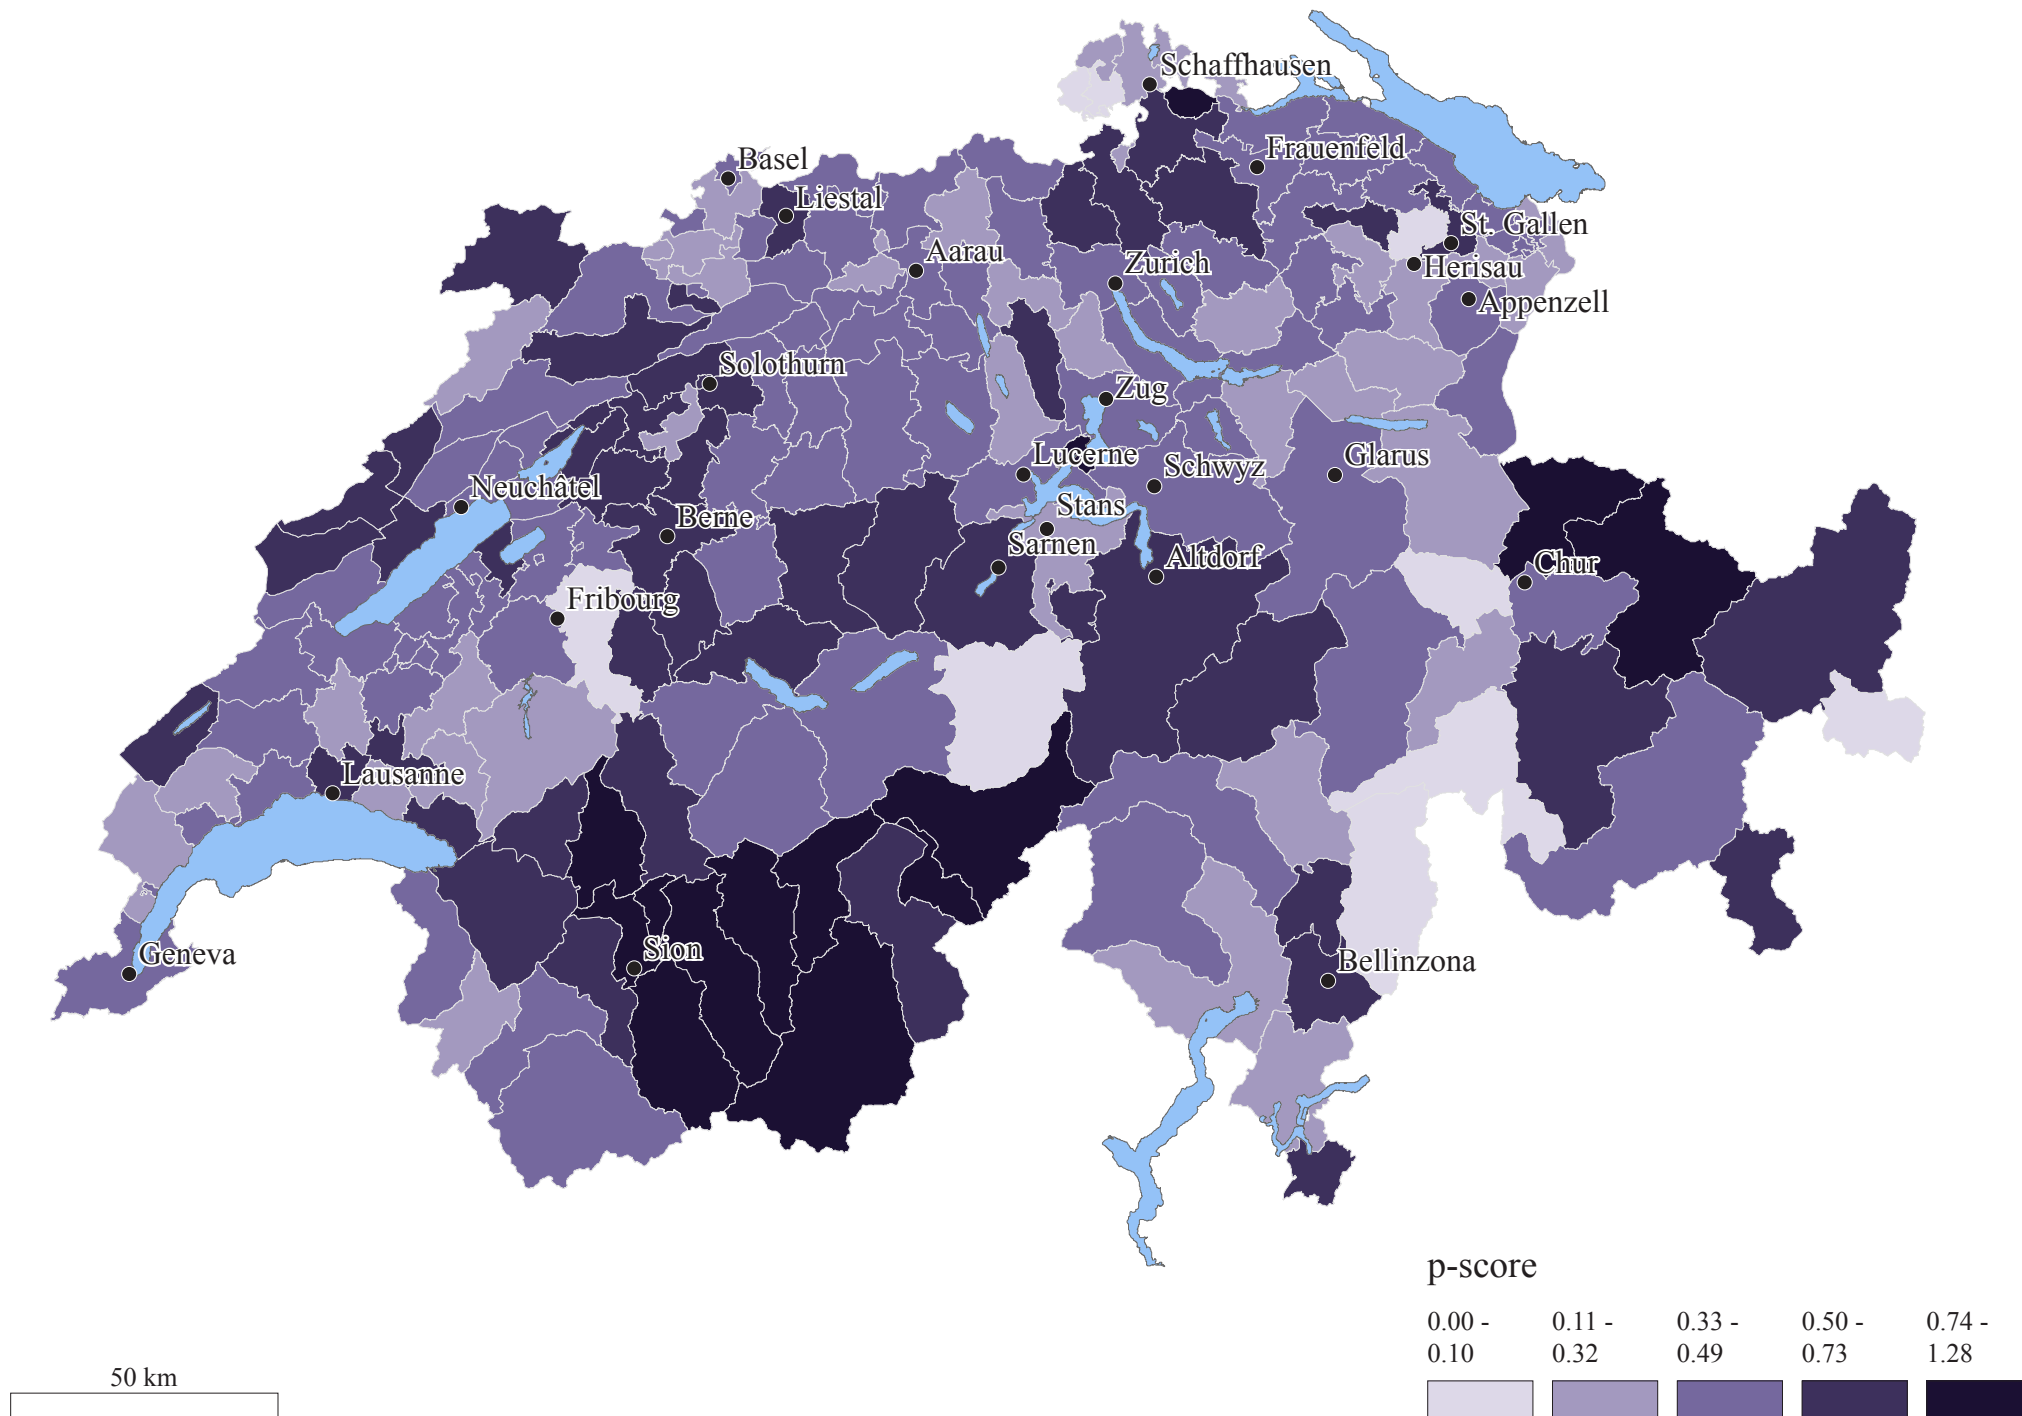 Schaffhausen
Basel
Frauenfeld
Liestal
St. Gallen
Aarau
Zurich
Herisau
Appenzell
Solothurn
Zug
Lucerne
Schwyz
Glarus
Neuchâtel
Stans
Berne
Sarnen
Altdorf
Chur
Fribourg
Lausanne
Sion
Geneva
Bellinzona
p-score
0.00 - 0.11 - 0.33 - 0.50 - 0.74 -
0.10 0.32 0.49 0.73 1.28
50 km